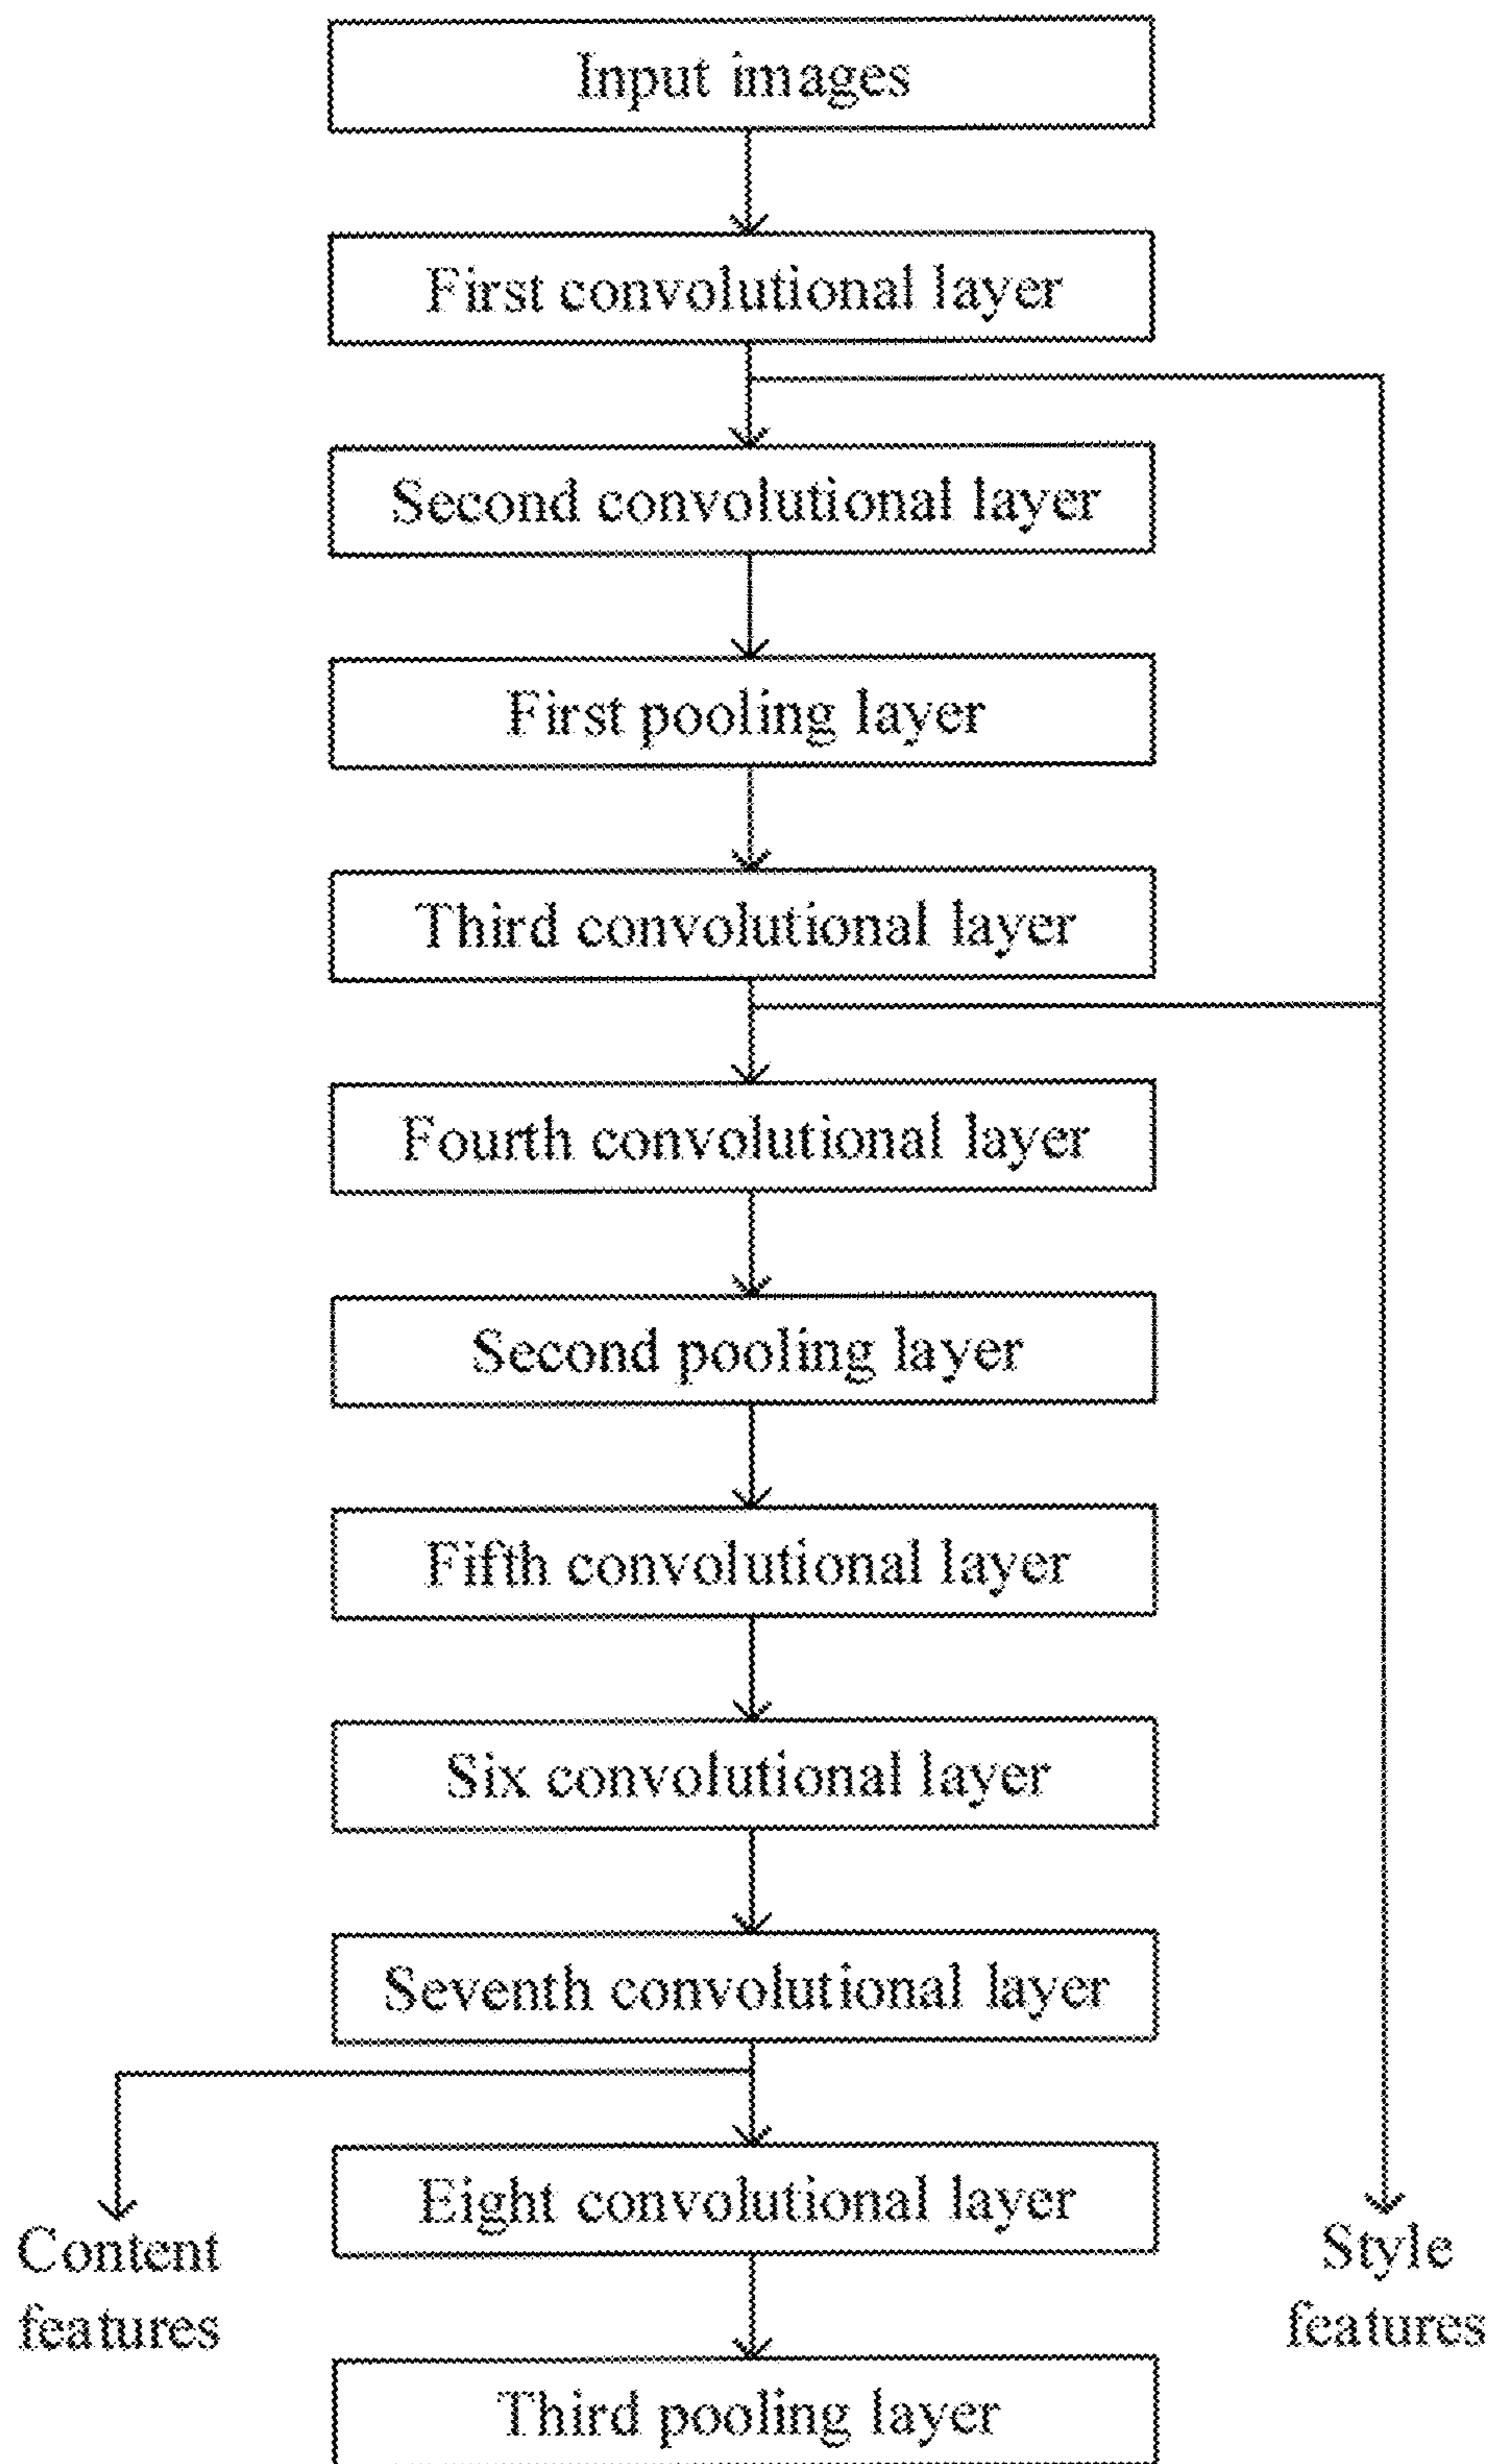 Input images
First convolutional layer
Second convolutional layer
First pooling layer
Third convolutional layer
Fourth convolutional layer
Second pooling layer
Fifth convolutional layer
Six convolutional layer
Seventh convolutional layer
Eight convolutional layer
Content
features
Style
features
Third pooling layer